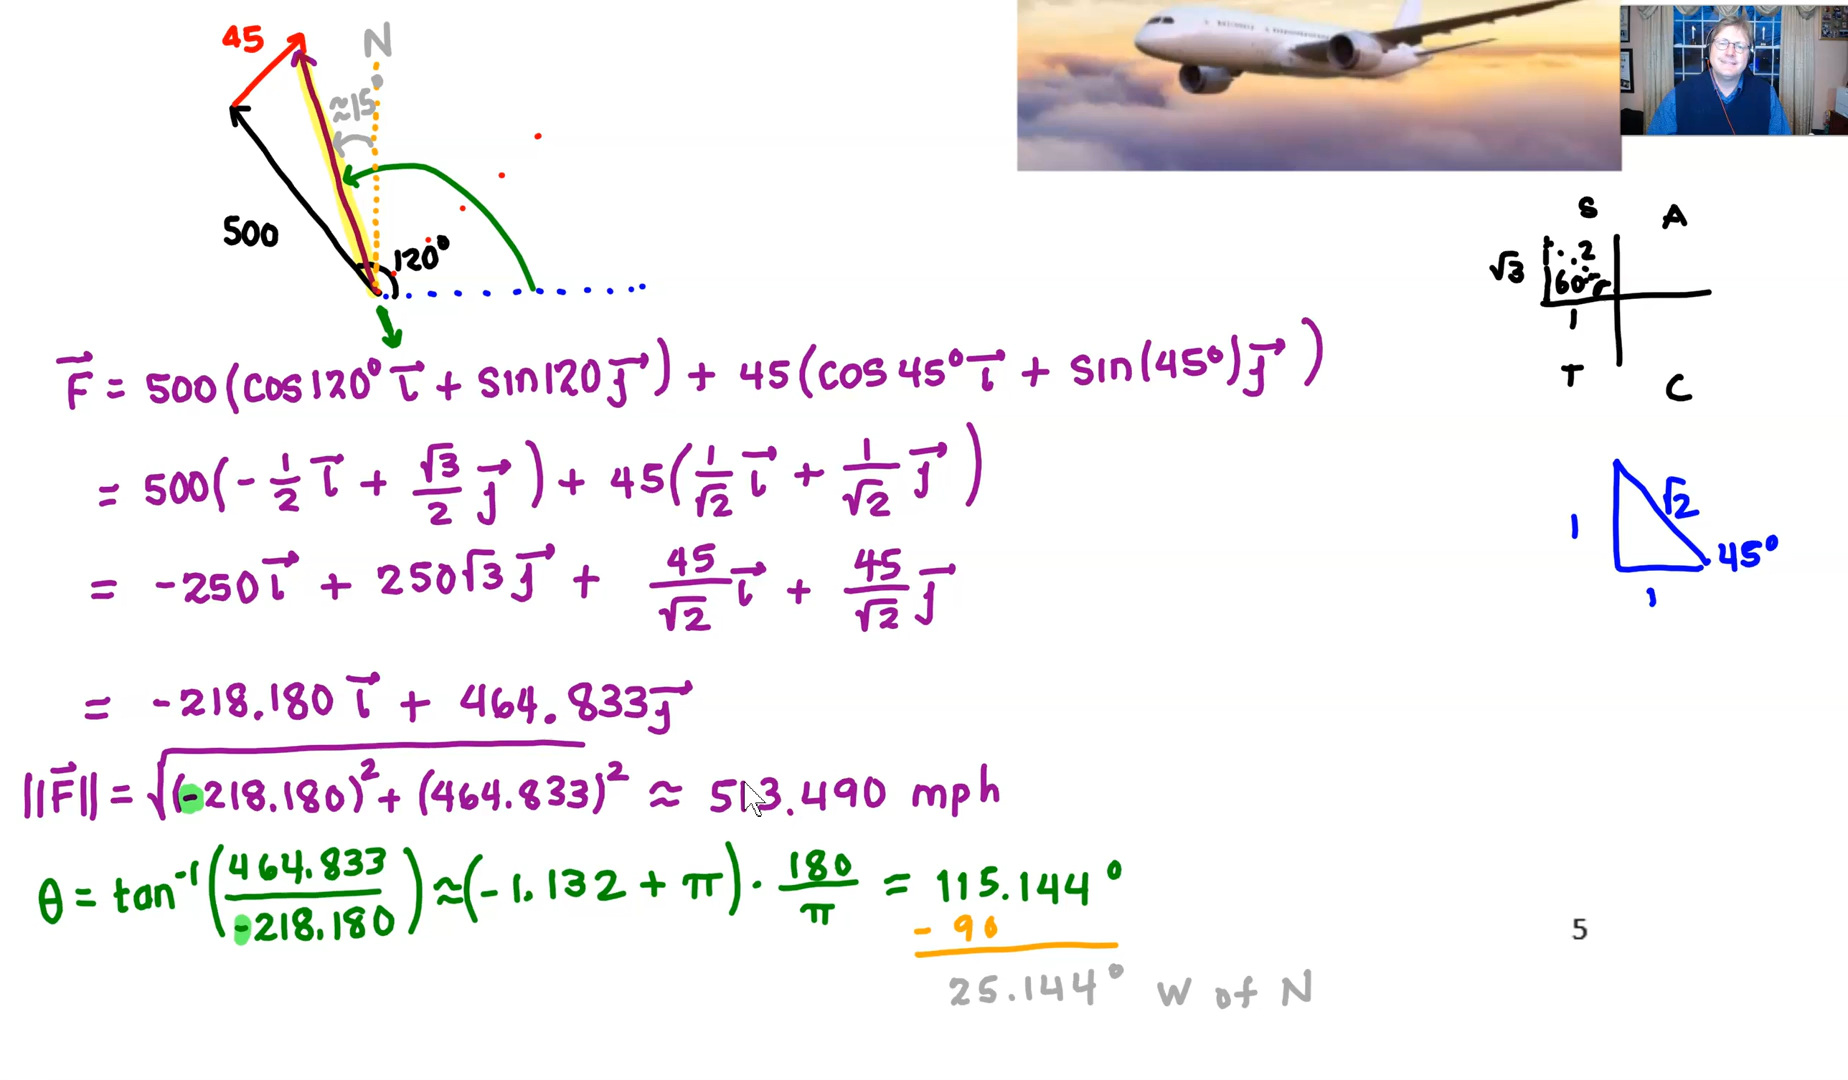 45
N
≈15°
500
120°
S A
√3 2
60°
1
T C
F⃗ = 500(cos120° i⃗ + sin120 j⃗) + 45(cos45° i⃗ + sin(45°) j⃗)
= 500(-1/2 i⃗ + √3/2 j⃗) + 45(1/√2 i⃗ + 1/√2 j⃗)
1 √2 45°
1
= -250 i⃗ + 250√3 j⃗ + 45/√2 i⃗ + 45/√2 j⃗
= -218.180 i⃗ + 464.833 j⃗
||F⃗|| = √((-218.180)² + (464.833)²) ≈ 513.490 mph
θ = tan⁻¹(464.833/-218.180) ≈ (-1.132 + π) · 180/π = 115.144°
- 90
25.144° W of N
5